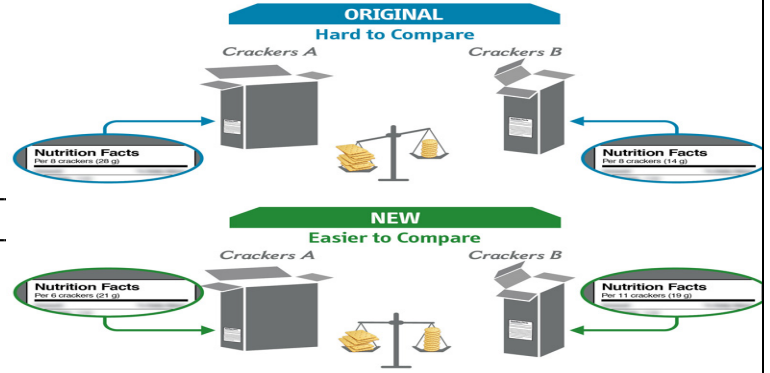 ORIGINAL
Hard to Compare
Crackers A
Crackers B
Nutrition Facts
Per 8 crackers (28 g)
Nutrition Facts
Per 8 crackers (14 g)
NEW
Easier to Compare
Crackers A
Crackers B
Nutrition Facts
Per 6 crackers (21 g)
Nutrition Facts
Per 11 crackers (19 g)